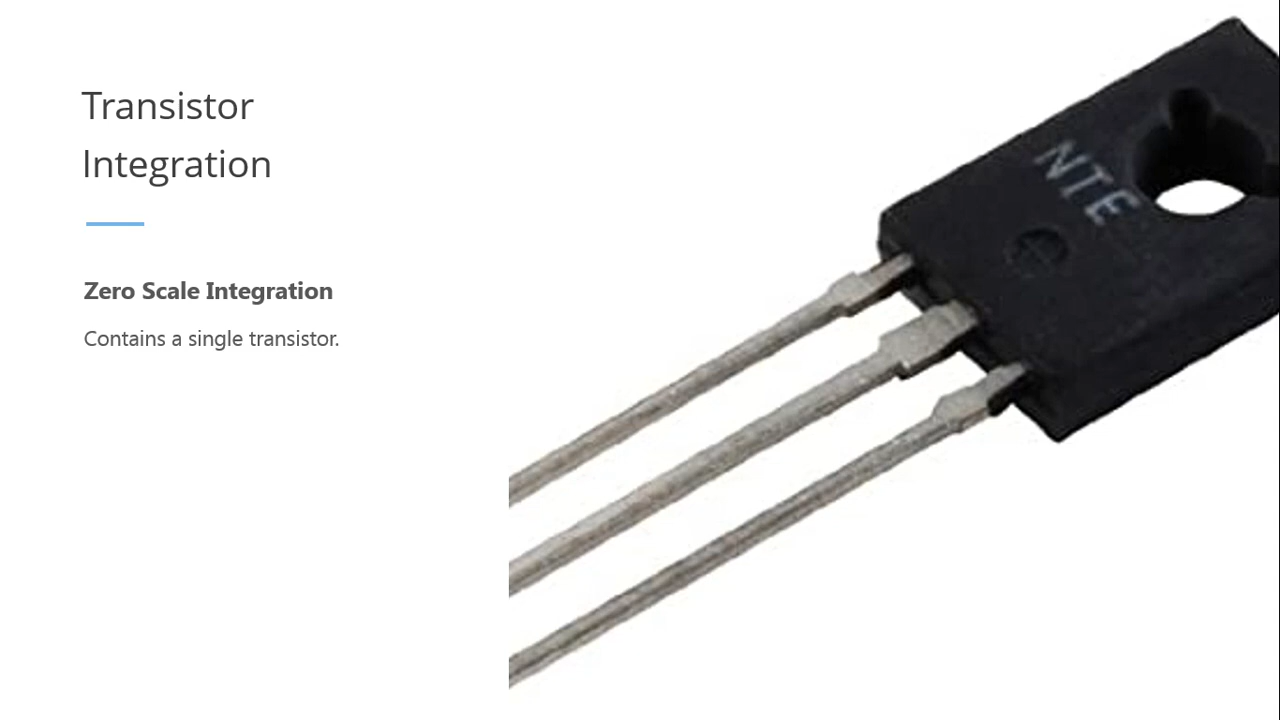 Transistor
Integration
Zero Scale Integration
Contains a single transistor.
NTE